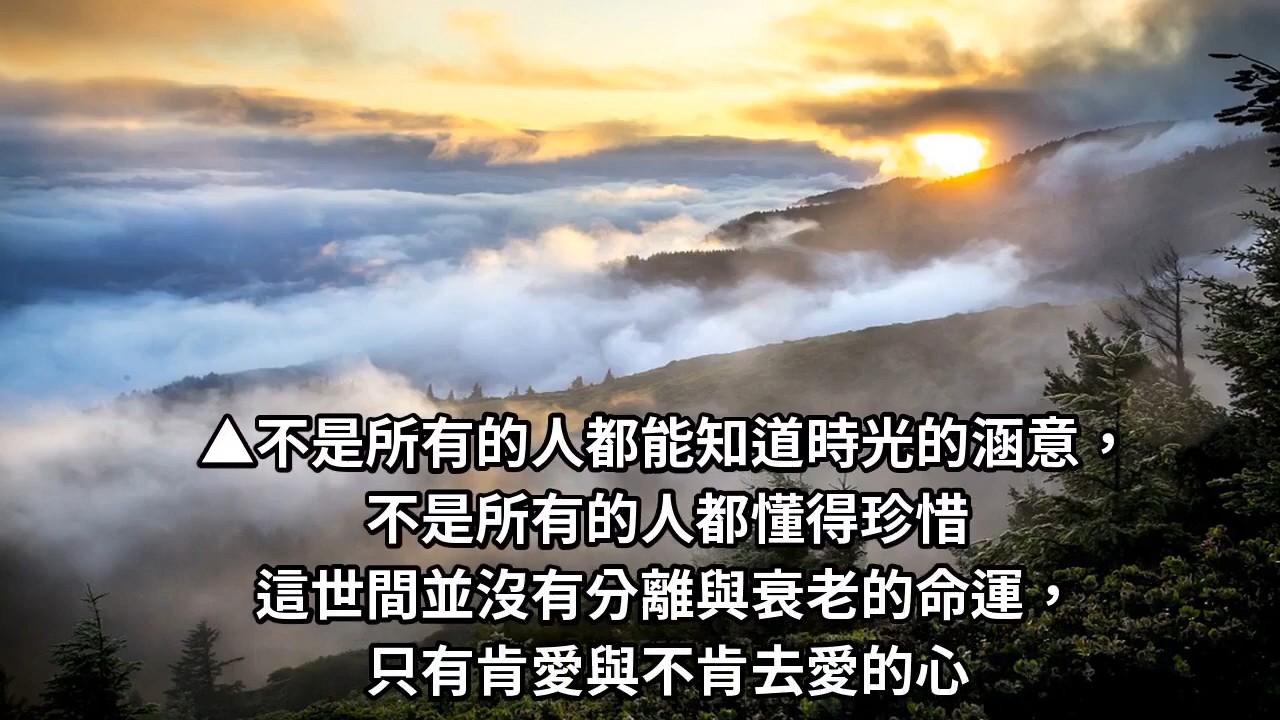 ▲不是所有的人都能知道時光的涵意，
不是所有的人都懂得珍惜
這世間並沒有分離與衰老的命運，
只有肯愛與不肯去愛的心